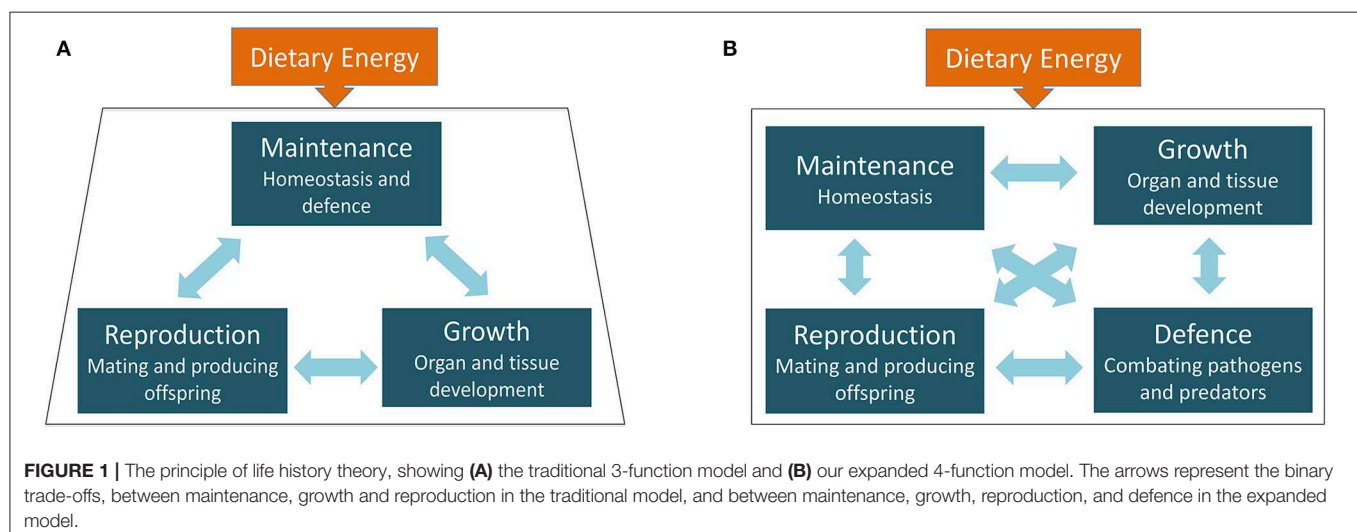 A
Dietary Energy
Maintenance
Homeostasis and
defence
Reproduction
Mating and producing
offspring
Growth
Organ and tissue
development
B
Dietary Energy
Maintenance
Homeostasis
Growth
Organ and tissue
development
Reproduction
Mating and producing
offspring
Defence
Combating pathogens
and predators
FIGURE 1 | The principle of life history theory, showing (A) the traditional 3-function model and (B) our expanded 4-function model. The arrows represent the binary
trade-offs, between maintenance, growth and reproduction in the traditional model, and between maintenance, growth, reproduction, and defence in the expanded
model.